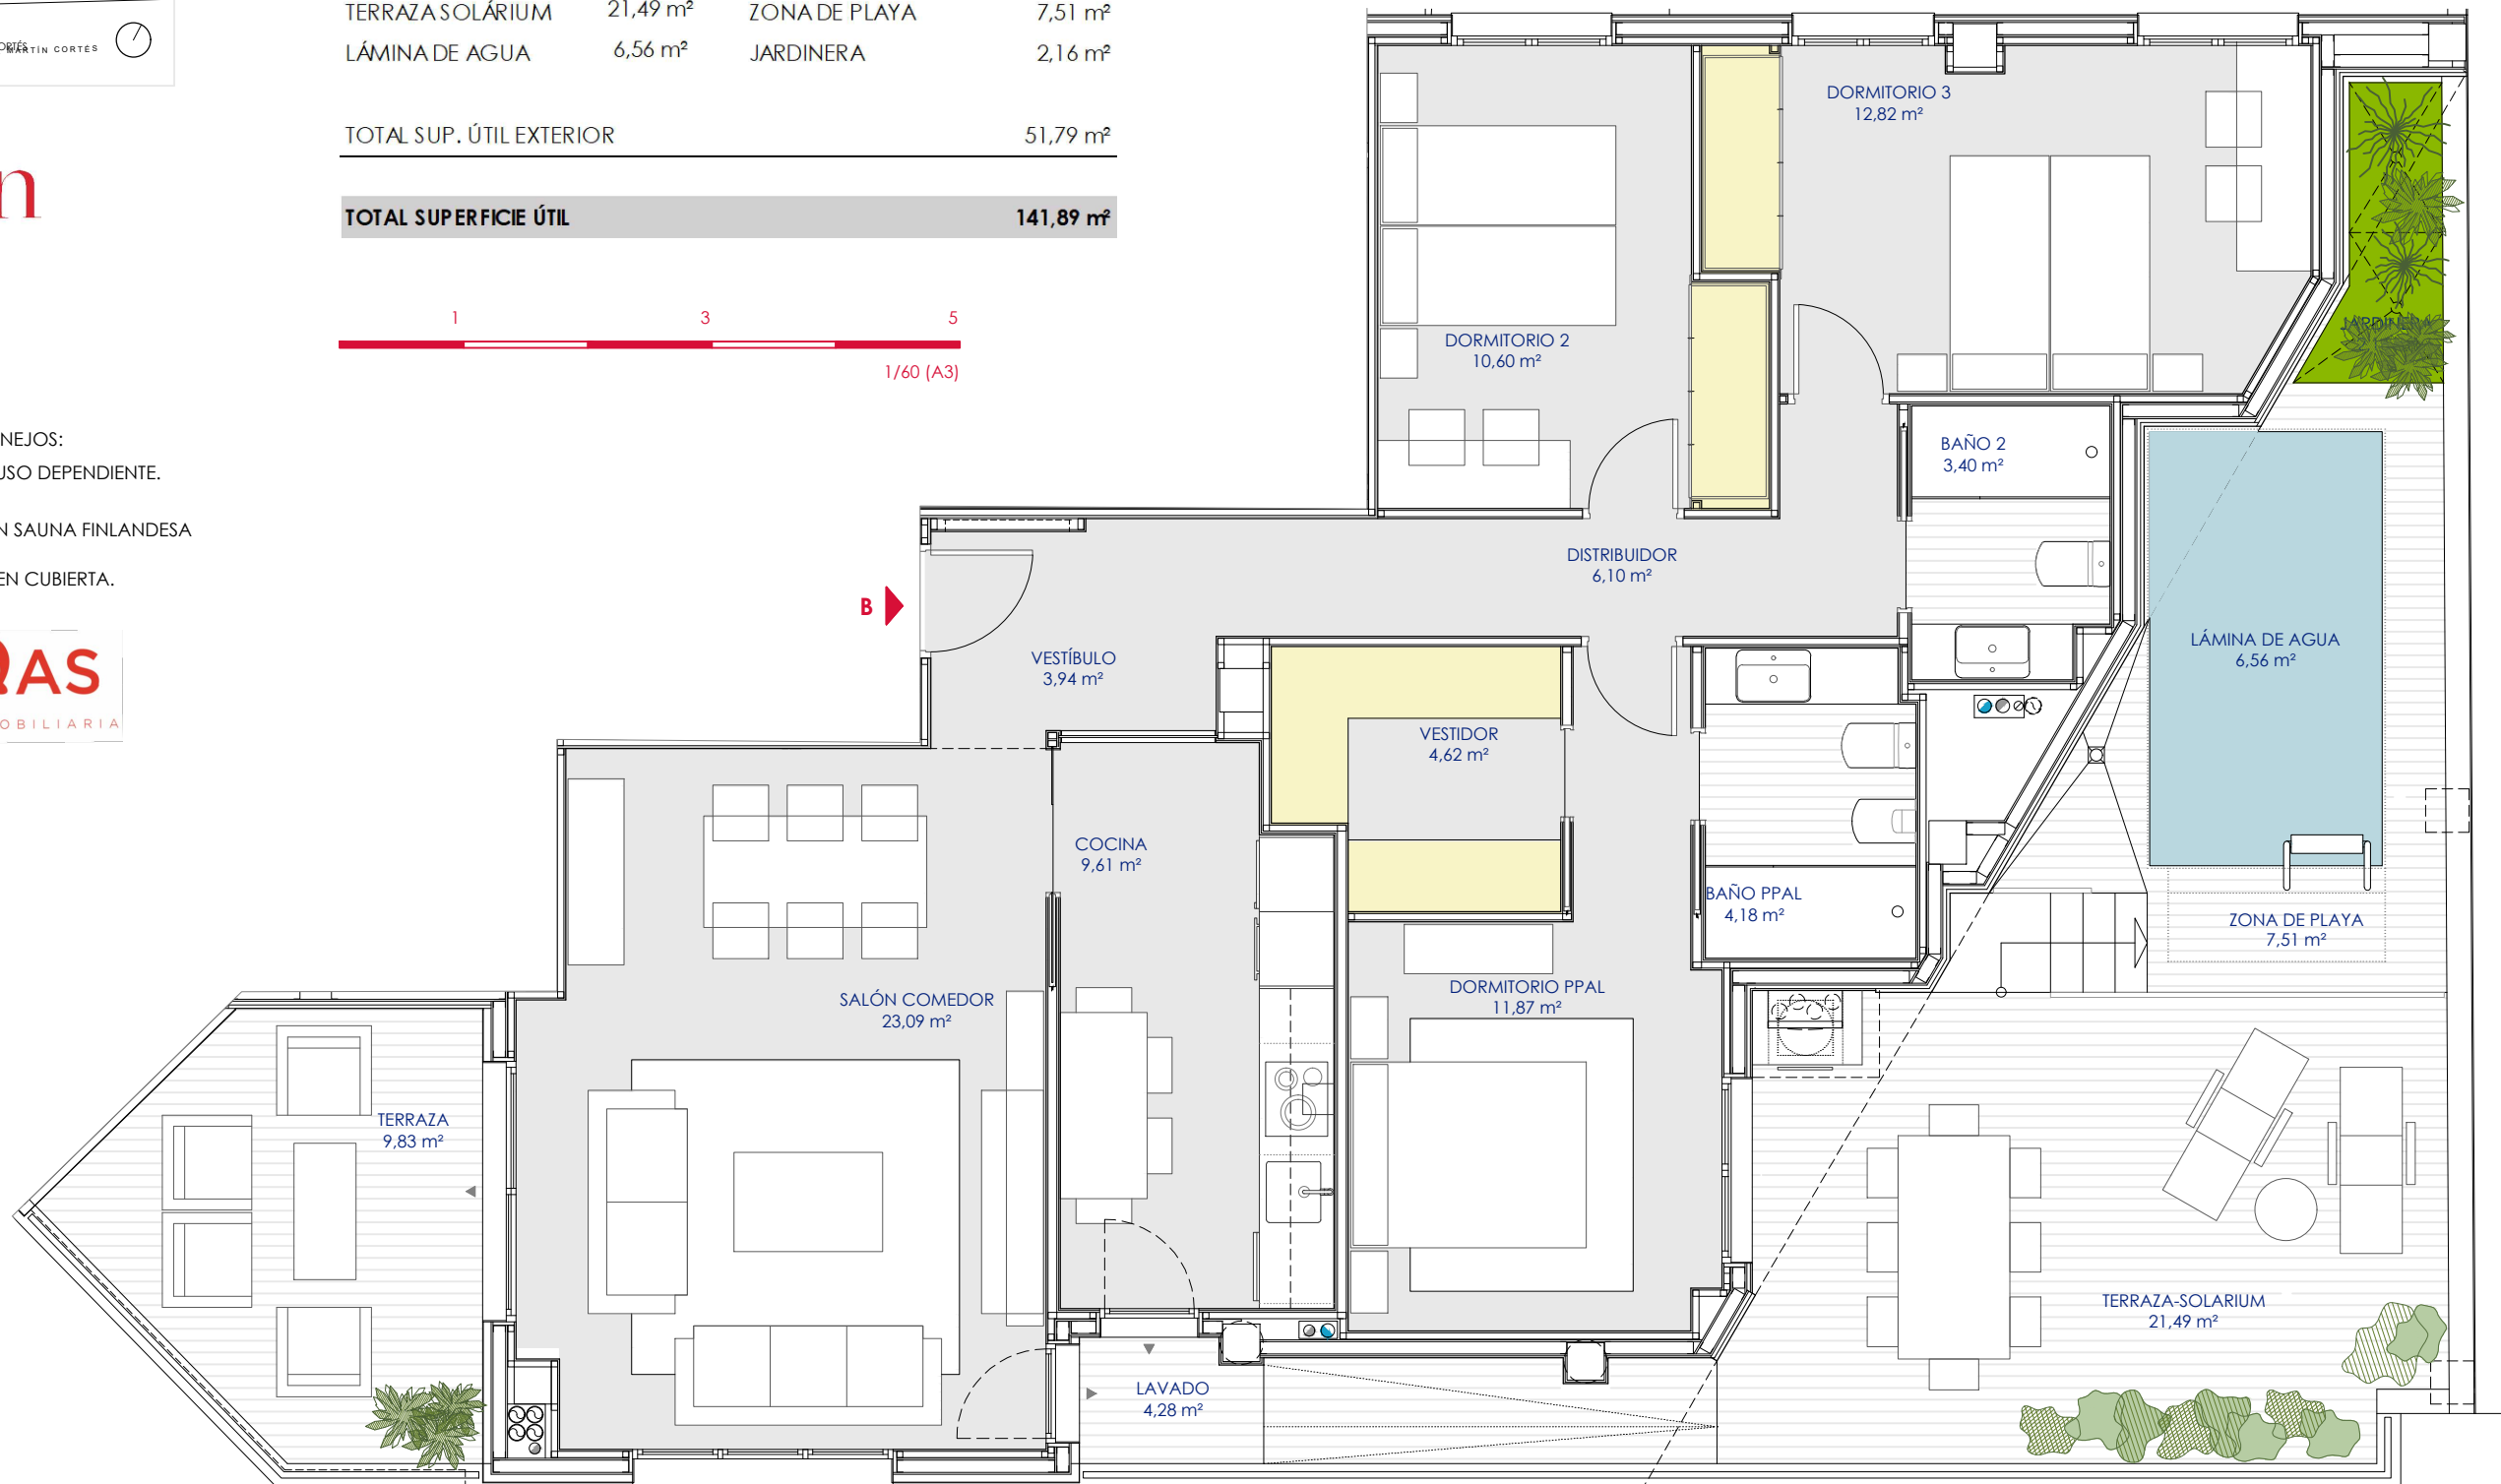 MARTÍN CORTÉS
TERRAZA SOLÁRIUM 21,49 m² ZONA DE PLAYA 7,51 m²
LÁMINA DE AGUA 6,56 m² JARDINERA 2,16 m²
TOTAL SUP. ÚTIL EXTERIOR 51,79 m²
TOTAL SUPERFICIE ÚTIL 141,89 m²
n
1 3 5
1/60 (A3)
NEJOS:
USO DEPENDIENTE.
N SAUNA FINLANDESA
EN CUBIERTA.
AS
OBILIARIA
B
DORMITORIO 3
12,82 m²
JARDINERA
DORMITORIO 2
10,60 m²
BAÑO 2
3,40 m²
DISTRIBUIDOR
6,10 m²
LÁMINA DE AGUA
6,56 m²
VESTÍBULO
3,94 m²
VESTIDOR
4,62 m²
COCINA
9,61 m²
BAÑO PPAL
4,18 m²
ZONA DE PLAYA
7,51 m²
SALÓN COMEDOR
23,09 m²
DORMITORIO PPAL
11,87 m²
TERRAZA
9,83 m²
TERRAZA-SOLARIUM
21,49 m²
LAVADO
4,28 m²